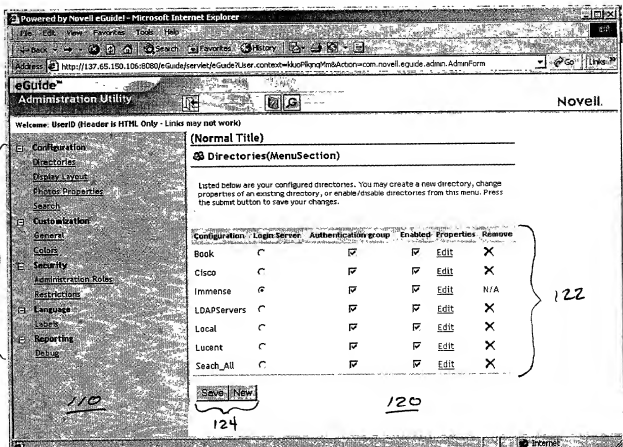 Powered by Novell eGuide! - Microsoft Internet Explorer
File Edit View Favorites Tools Help
Back Search Favorites History
Address http://137.65.150.106:8080/eGuide/servlet/eGuide?User.context=kluoPlkqnqMm&Action=com.novell.eguide.admin.AdminForm Go Links
eGuide™
Administration Utility
Novell.
Welcome: UserID (Header is HTML Only - Links may not work)
Configuration
Directories
Display Layout
Photos Properties
Search
Customization
General
Colors
Security
Administration Roles
Restrictions
Language
Labels
Reporting
Debug
110
(Normal Title)
Directories(MenuSection)
Listed below are your configured directories. You may create a new directory, change
properties of an existing directory, or enable/disable directories from this menu. Press
the submit button to save your changes.
Configuration Login Server Authentication group Enabled Properties Remove
Book Edit X
Cisco Edit X
Immense Edit N/A
LDAPServers Edit X
Local Edit X
Lucent Edit X
Seach_All Edit X
122
Save New
124
120
Internet